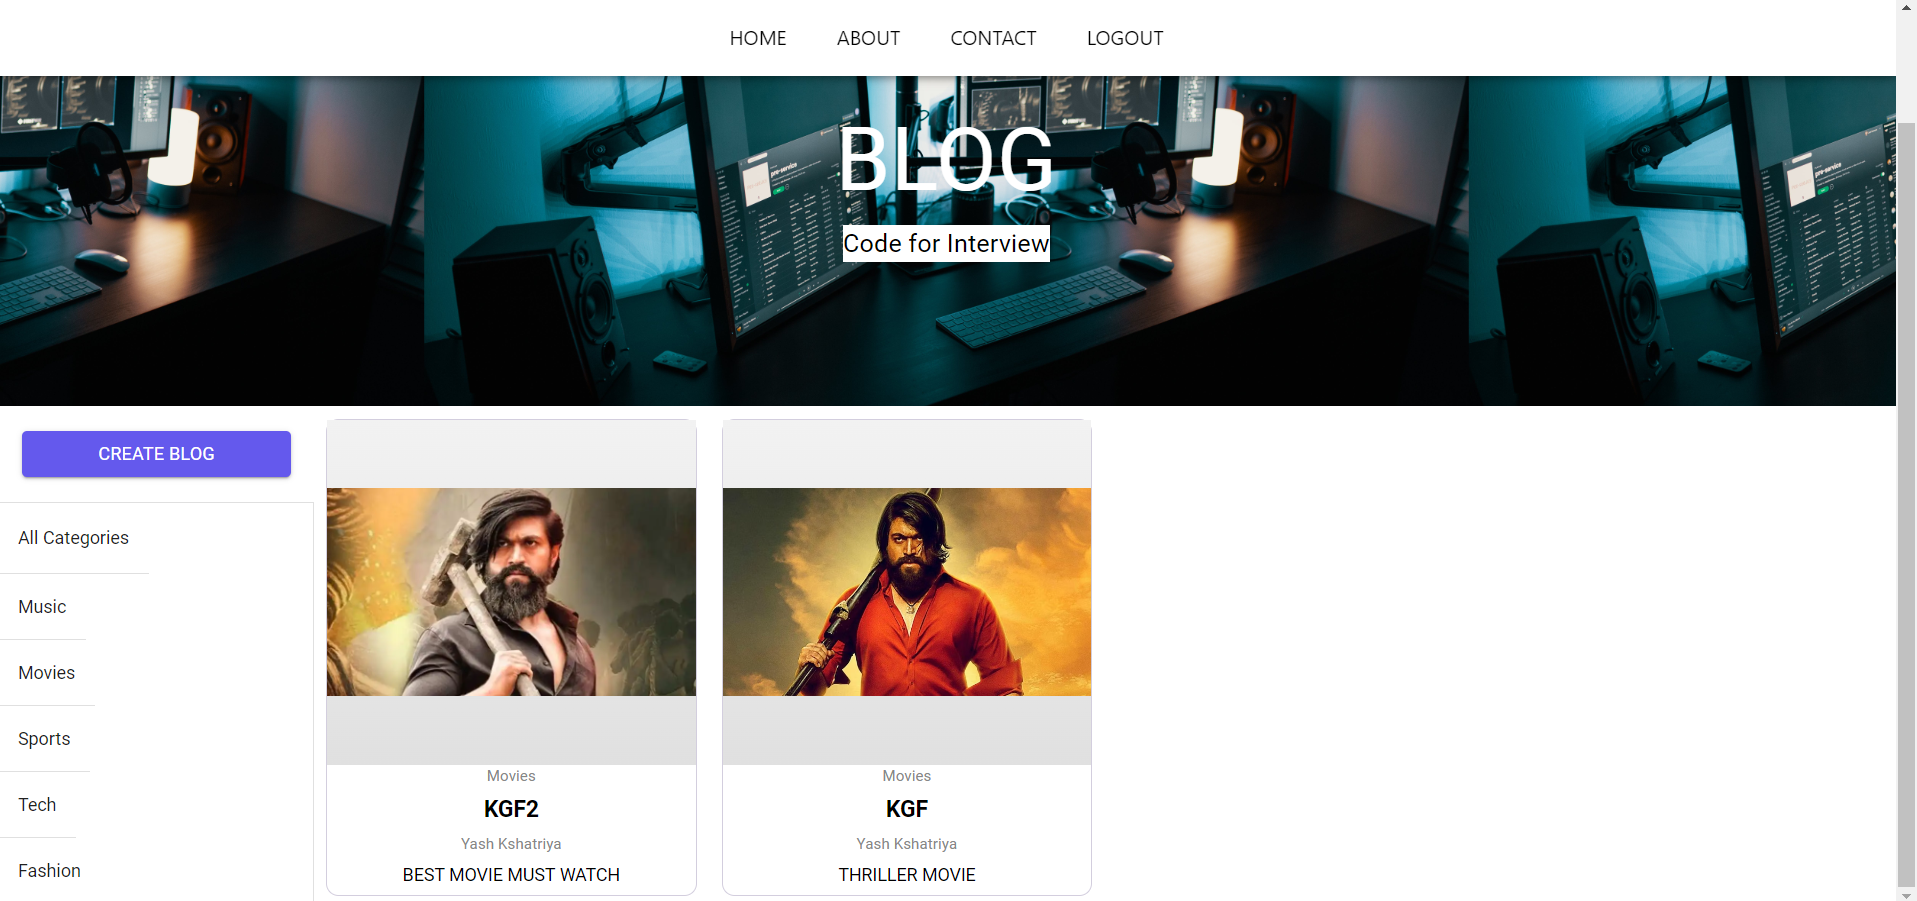 HOME ABOUT CONTACT LOGOUT
BLOG
Code for Interview
CREATE BLOG
All Categories
Music
Movies
Sports
Tech
Fashion
Movies
KGF2
Yash Kshatriya
BEST MOVIE MUST WATCH
Movies
KGF
Yash Kshatriya
THRILLER MOVIE